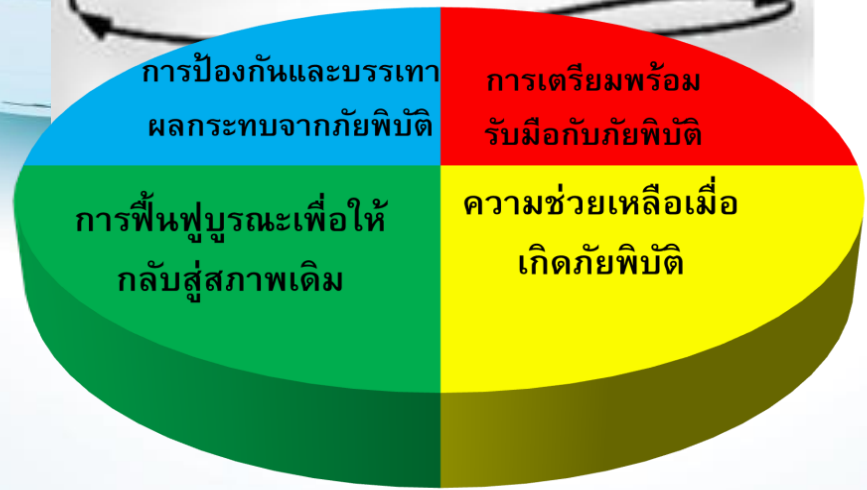 การป้องกันและบรรเทา
ผลกระทบจากภัยพิบัติ
การเตรียมพร้อม
รับมือกับภัยพิบัติ
การฟื้นฟูบูรณะเพื่อให้
กลับสู่สภาพเดิม
ความช่วยเหลือเมื่อ
เกิดภัยพิบัติ